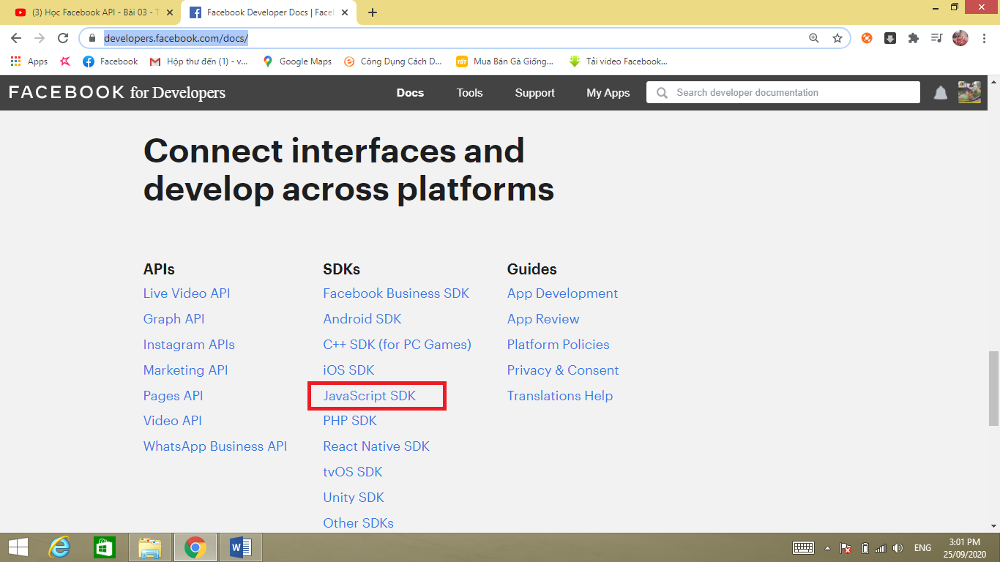 (3) Học Facebook API - Bài 03 - T
Facebook Developer Docs | Face
developers.facebook.com/docs/
Apps
Facebook
Hộp thư đến (1) - v...
Google Maps
Công Dụng Cách D...
Mua Bán Gà Giống...
Tải video Facebook...
FACEBOOK for Developers
Docs
Tools
Support
My Apps
Search developer documentation
Connect interfaces and
develop across platforms
APIs
Live Video API
Graph API
Instagram APIs
Marketing API
Pages API
Video API
WhatsApp Business API
SDKs
Facebook Business SDK
Android SDK
C++ SDK (for PC Games)
iOS SDK
JavaScript SDK
PHP SDK
React Native SDK
tvOS SDK
Unity SDK
Other SDKs
Guides
App Development
App Review
Platform Policies
Privacy & Consent
Translations Help
ENG
3:01 PM
25/09/2020